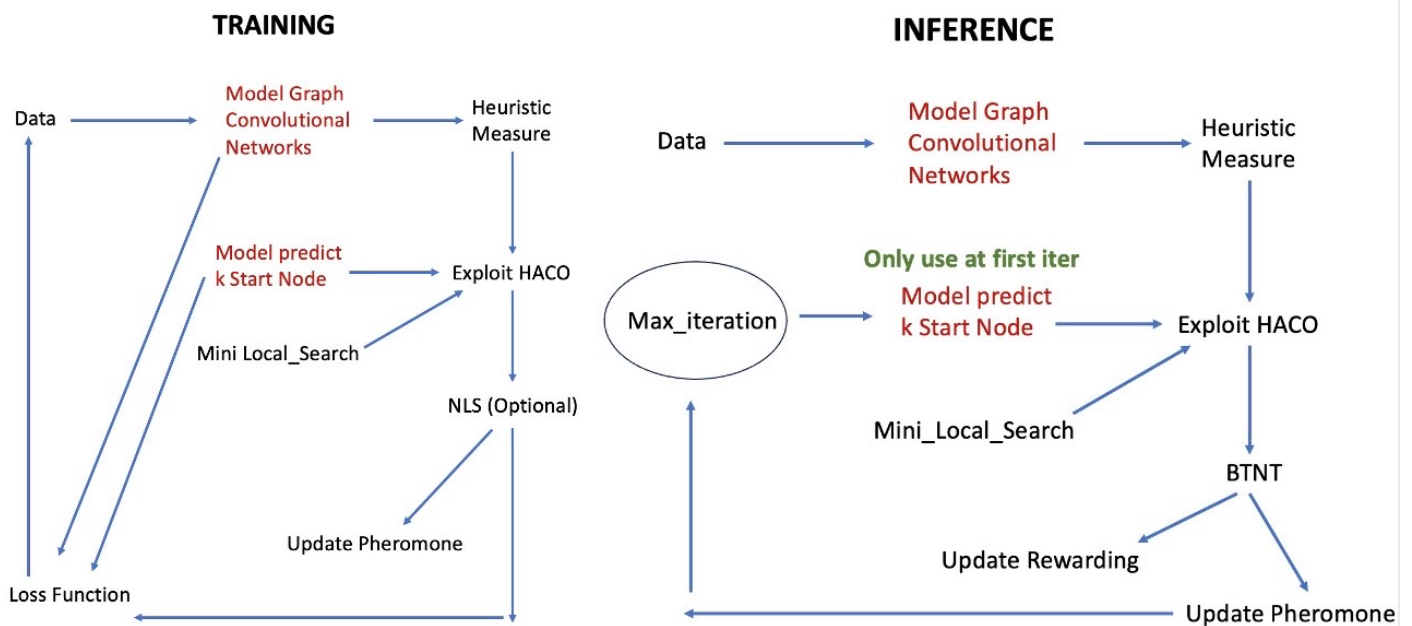 TRAINING
Data
Model Graph
Convolutional
Networks
Heuristic
Measure
Model predict
k Start Node
Exploit HACO
Mini Local_Search
NLS (Optional)
Update Pheromone
Loss Function
INFERENCE
Data
Model Graph
Convolutional
Networks
Heuristic
Measure
Only use at first iter
Max_iteration
Model predict
k Start Node
Exploit HACO
Mini_Local_Search
BTNT
Update Rewarding
Update Pheromone